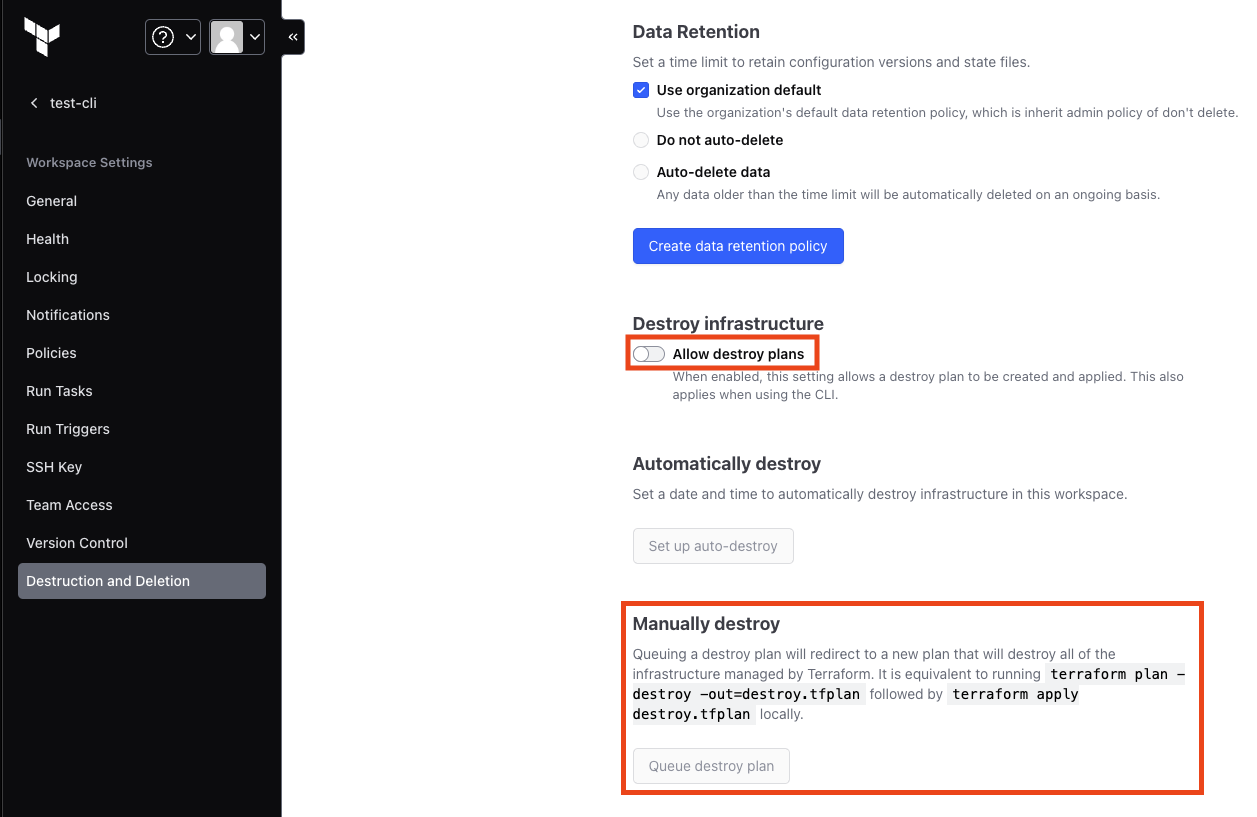 test-cli
Workspace Settings
General
Health
Locking
Notifications
Policies
Run Tasks
Run Triggers
SSH Key
Team Access
Version Control
Destruction and Deletion
Data Retention
Set a time limit to retain configuration versions and state files.
Use organization default
Use the organization's default data retention policy, which is inherit admin policy of don't delete.
Do not auto-delete
Auto-delete data
Any data older than the time limit will be automatically deleted on an ongoing basis.
Create data retention policy
Destroy infrastructure
Allow destroy plans
When enabled, this setting allows a destroy plan to be created and applied. This also
applies when using the CLI.
Automatically destroy
Set a date and time to automatically destroy infrastructure in this workspace.
Set up auto-destroy
Manually destroy
Queuing a destroy plan will redirect to a new plan that will destroy all of the
infrastructure managed by Terraform. It is equivalent to running terraform plan -
destroy -out=destroy.tfplan followed by terraform apply
destroy.tfplan locally.
Queue destroy plan